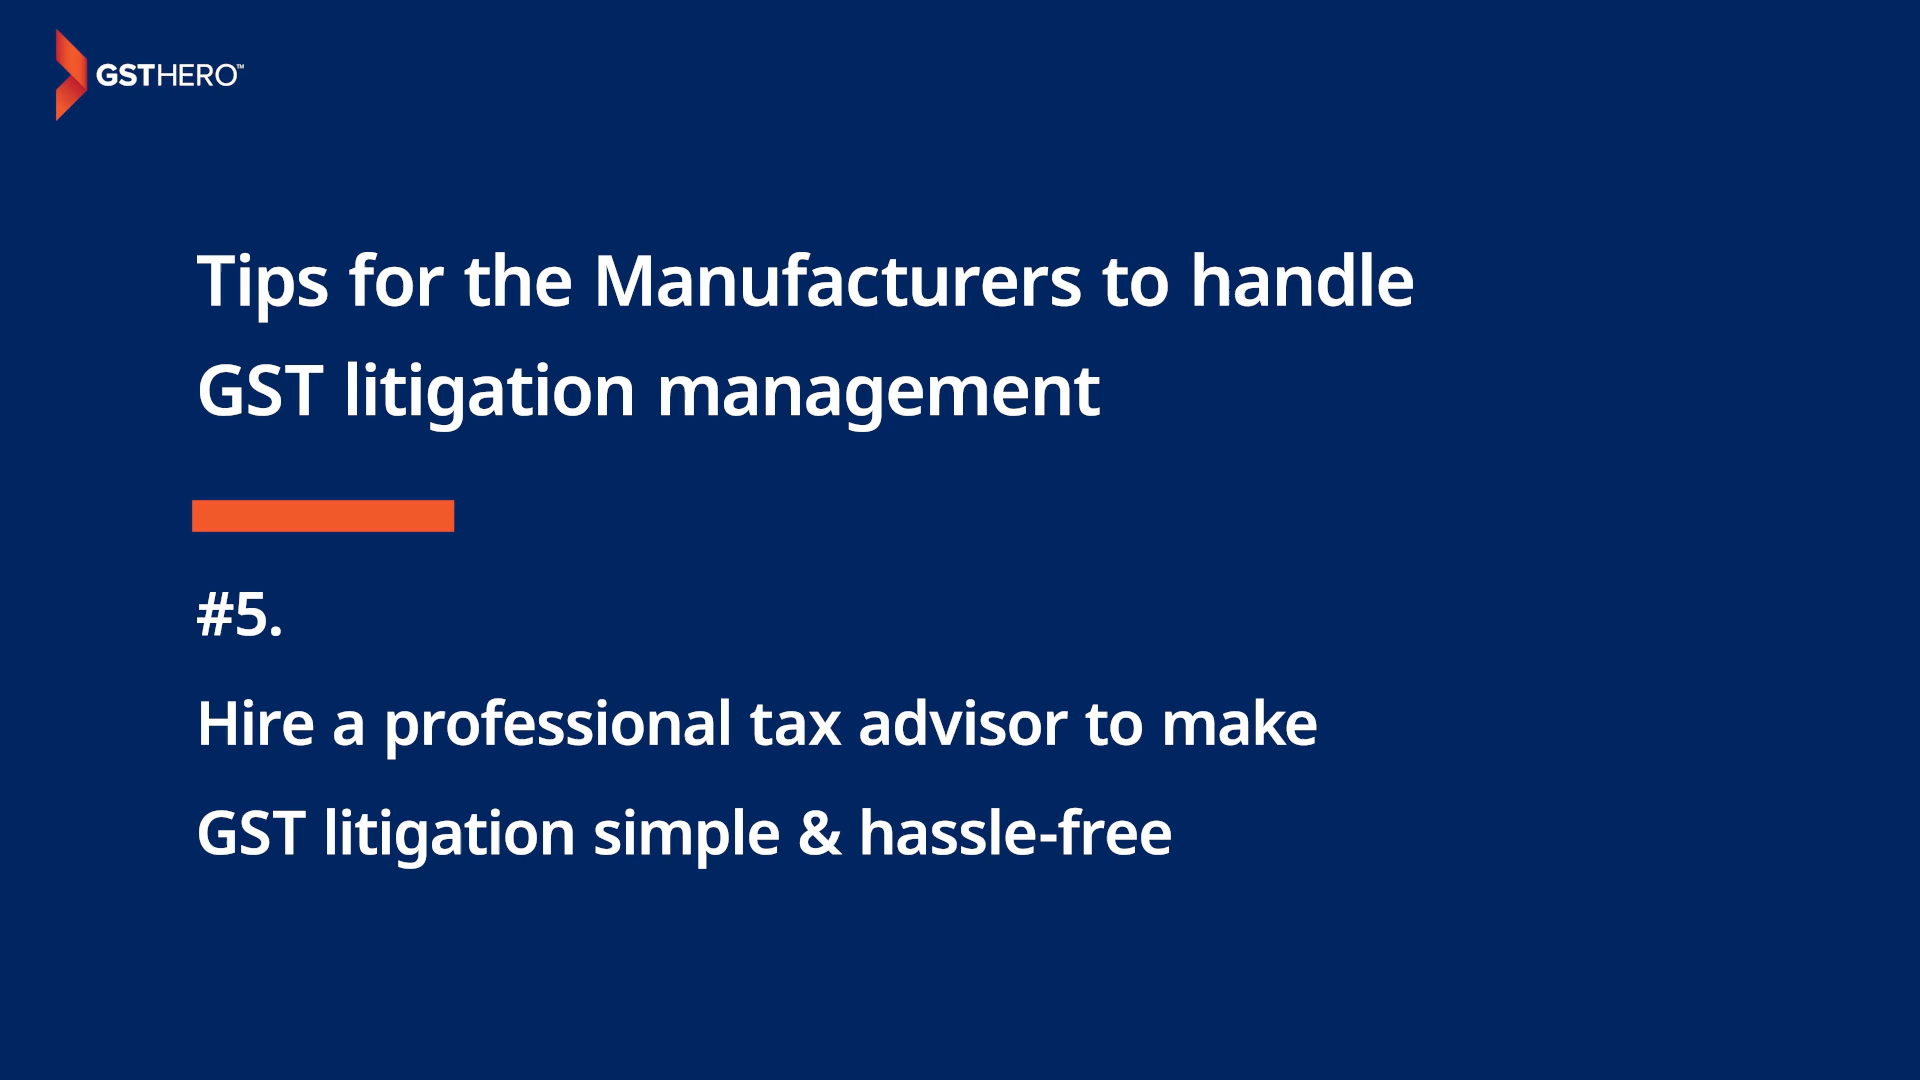 GSTHERO™
Tips for the Manufacturers to handle
GST litigation management
#5.
Hire a professional tax advisor to make
GST litigation simple & hassle-free